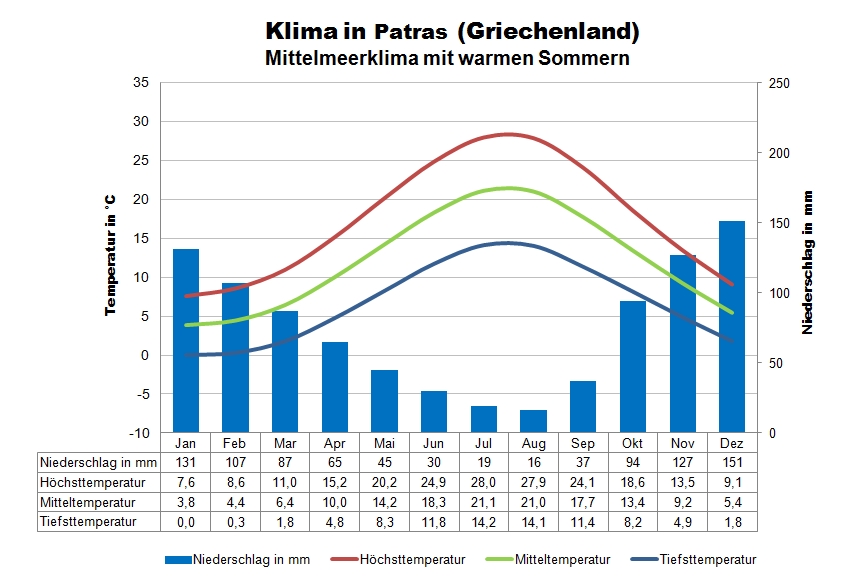 Klima in Patras (Griechenland)
Mittelmeerklima mit warmen Sommern
35 250
30
25 200
20
15 150
10
5 100
0
-5 50
-10 0
Temperatur in °C
Niederschlag in mm
Jan Feb Mar Apr Mai Jun Jul Aug Sep Okt Nov Dez
Niederschlag in mm 131 107 87 65 45 30 19 16 37 94 127 151
Höchsttemperatur 7,6 8,6 11,0 15,2 20,2 24,9 28,0 27,9 24,1 18,6 13,5 9,1
Mitteltemperatur 3,8 4,4 6,4 10,0 14,2 18,3 21,1 21,0 17,7 13,4 9,2 5,4
Tiefsttemperatur 0,0 0,3 1,8 4,8 8,3 11,8 14,2 14,1 11,4 8,2 4,9 1,8
Niederschlag in mm Höchsttemperatur Mitteltemperatur Tiefsttemperatur